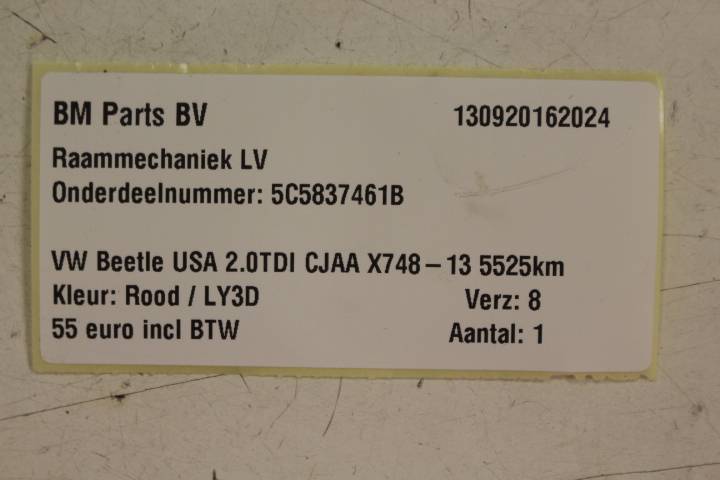 BM Parts BV 130920162024
Raammechaniek LV
Onderdeelnummer: 5C5837461B
VW Beetle USA 2.0TDI CJAA X748 – 13 5525km
Kleur: Rood / LY3D Verz: 8
55 euro incl BTW Aantal: 1